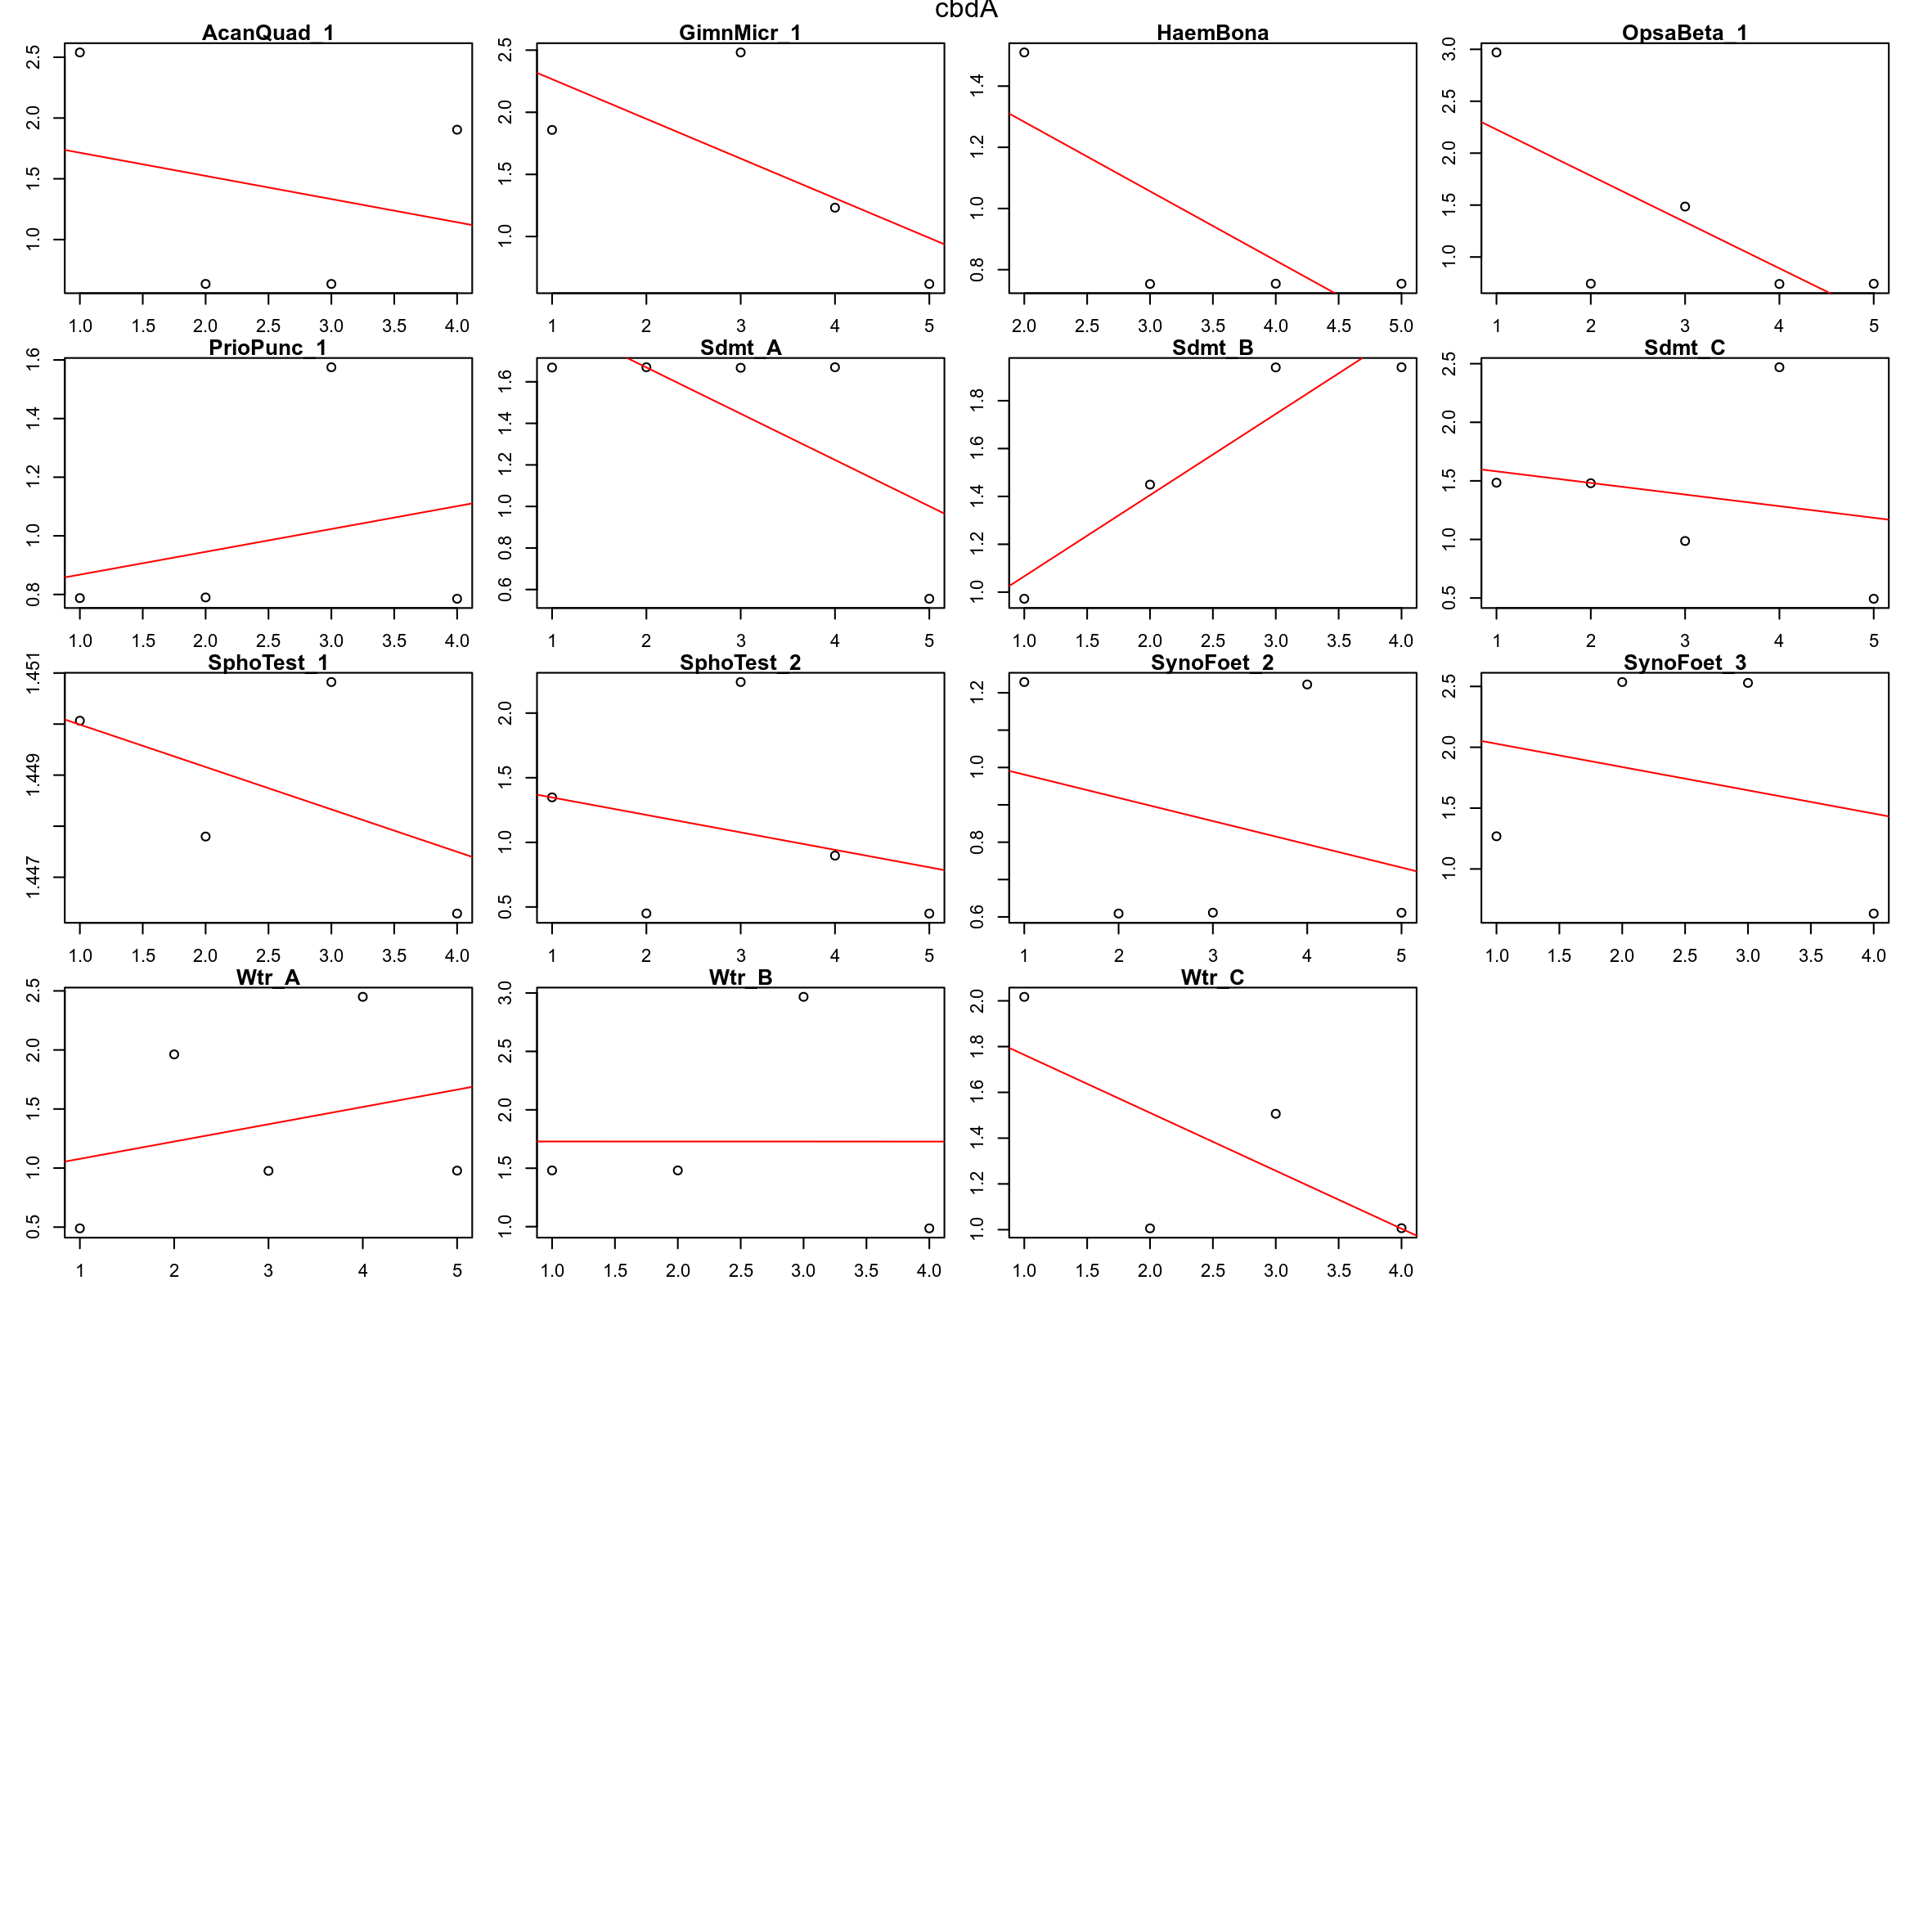 cbdA
AcanQuad_1 GimnMicr_1 HaemBona OpsaBeta_1
2.5 2.0 1.5 1.0
1.0 1.5 2.0 2.5 3.0 3.5 4.0
2.5 2.0 1.5 1.0
1 2 3 4 5
1.4 1.2 1.0 0.8
2.0 2.5 3.0 3.5 4.0 4.5 5.0
3.0 2.5 2.0 1.5 1.0
1 2 3 4 5
PrioPunc_1 Sdmt_A Sdmt_B Sdmt_C
1.6 1.4 1.2 1.0 0.8
1.0 1.5 2.0 2.5 3.0 3.5 4.0
1.6 1.4 1.2 1.0 0.8 0.6
1 2 3 4 5
1.8 1.6 1.4 1.2 1.0
1.0 1.5 2.0 2.5 3.0 3.5 4.0
2.5 2.0 1.5 1.0 0.5
1 2 3 4 5
SphoTest_1 SphoTest_2 SynoFoet_2 SynoFoet_3
1.451 1.449 1.447
1.0 1.5 2.0 2.5 3.0 3.5 4.0
2.0 1.5 1.0 0.5
1 2 3 4 5
1.2 1.0 0.8 0.6
1 2 3 4 5
2.5 2.0 1.5 1.0
1.0 1.5 2.0 2.5 3.0 3.5 4.0
Wtr_A Wtr_B Wtr_C
2.5 2.0 1.5 1.0 0.5
1 2 3 4 5
3.0 2.5 2.0 1.5 1.0
1.0 1.5 2.0 2.5 3.0 3.5 4.0
2.0 1.8 1.6 1.4 1.2 1.0
1.0 1.5 2.0 2.5 3.0 3.5 4.0